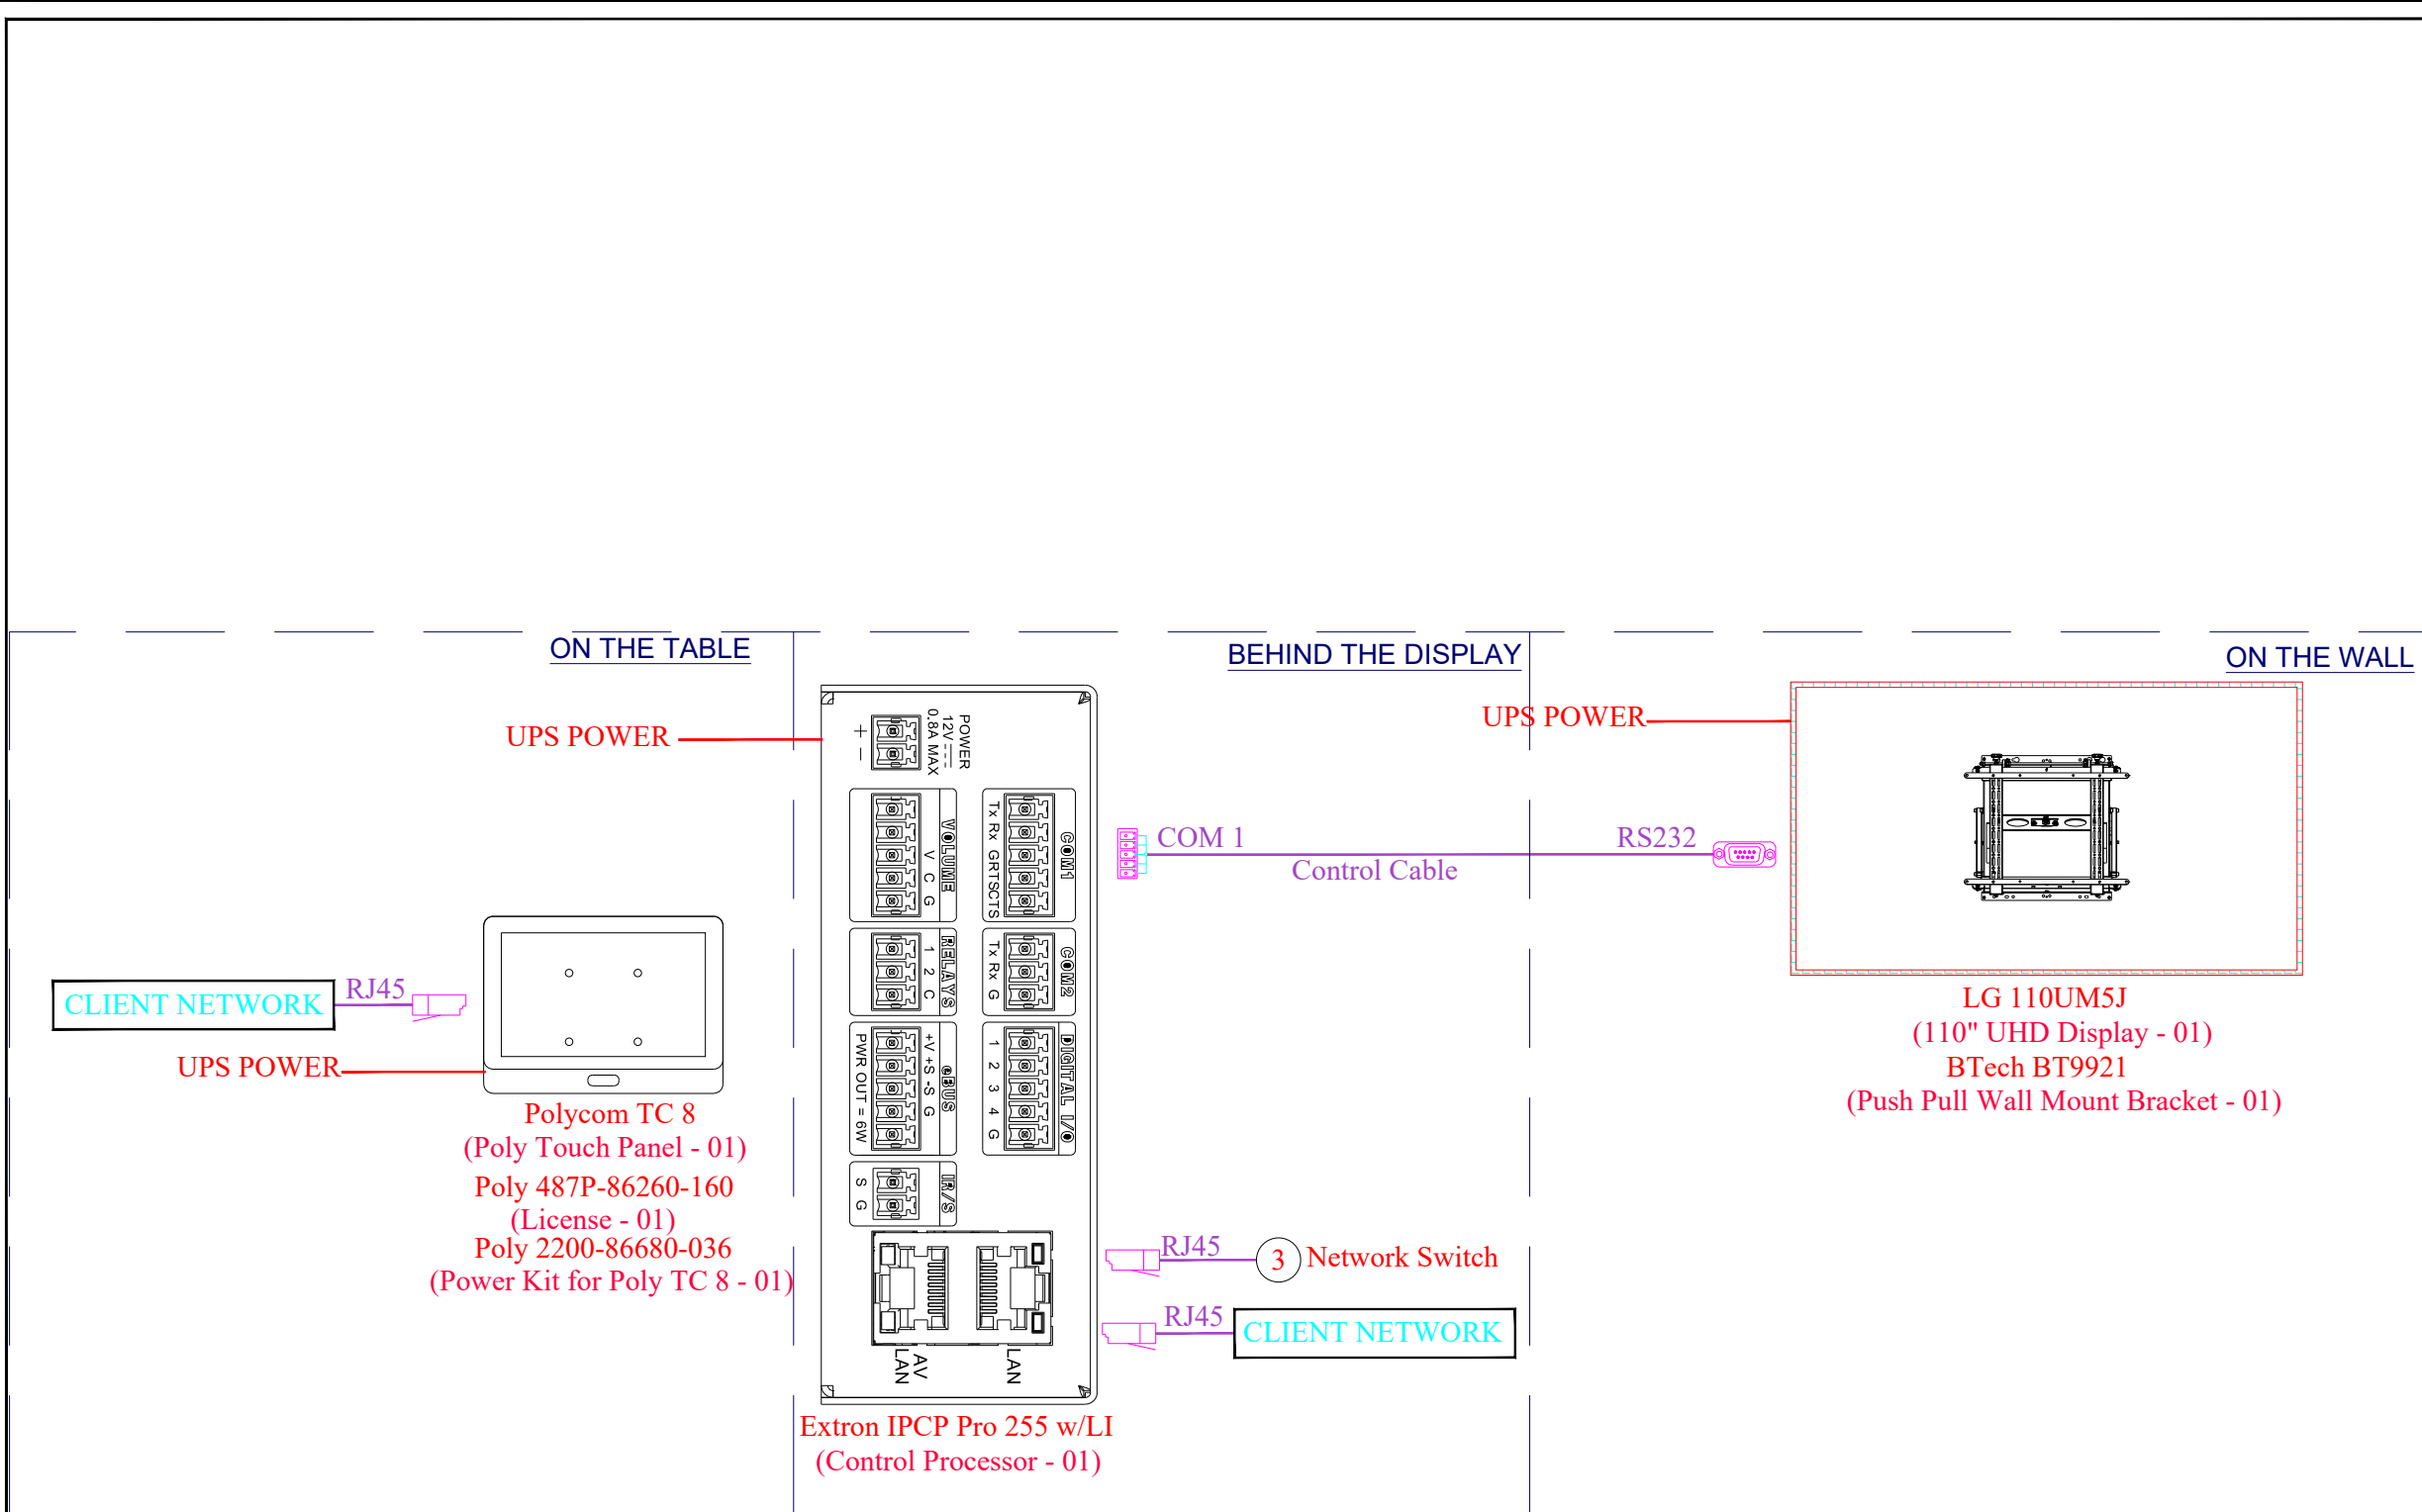 ON THE TABLE
BEHIND THE DISPLAY
ON THE WALL
UPS POWER
POWER
12V
0.8A MAX
+ -
UPS POWER
VOLUME
V C G
COM1
Tx Rx G RTS CTS
COM 1
Control Cable
RS232
RELAYS
1 2 C
COM2
Tx Rx G
CLIENT NETWORK
RJ45
UPS POWER
Polycom TC 8
(Poly Touch Panel - 01)
Poly 487P-86260-160
(License - 01)
Poly 2200-86680-036
(Power Kit for Poly TC 8 - 01)
eBUS
+V +S -S G
PWR OUT = 6W
DIGITAL I/O
1 2 3 4 G
IR/S
S G
LG 110UM5J
(110" UHD Display - 01)
BTech BT9921
(Push Pull Wall Mount Bracket - 01)
RJ45
3
Network Switch
RJ45
CLIENT NETWORK
AV
LAN
LAN
Extron IPCP Pro 255 w/LI
(Control Processor - 01)